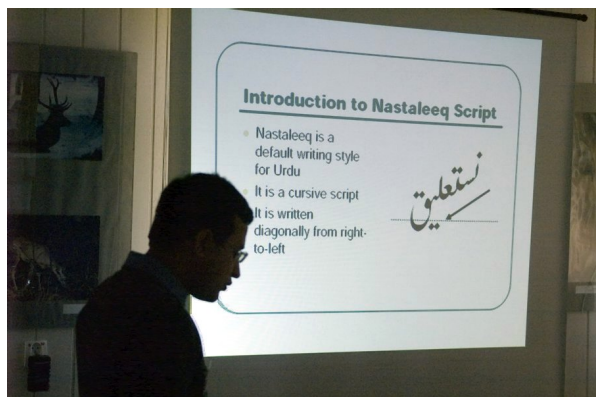 Introduction to Nastaleeq Script
Nastaleeq is a
default writing style
for Urdu
It is a cursive script
It is written
diagonally from right-
to-left
نستعلیق